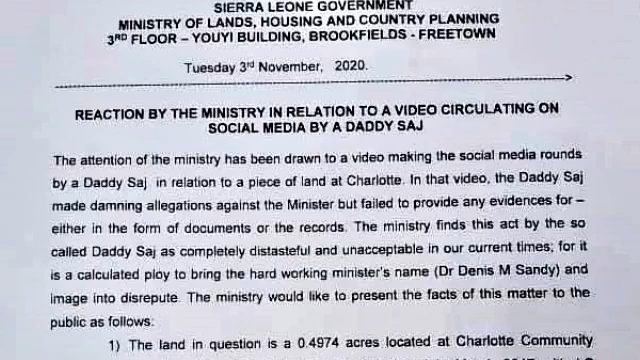 SIERRA LEONE GOVERNMENT
MINISTRY OF LANDS, HOUSING AND COUNTRY PLANNING
3RD FLOOR – YOUYI BUILDING, BROOKFIELDS - FREETOWN
Tuesday 3rd November, 2020.
REACTION BY THE MINISTRY IN RELATION TO A VIDEO CIRCULATING ON
SOCIAL MEDIA BY A DADDY SAJ
The attention of the ministry has been drawn to a video making the social media rounds
by a Daddy Saj in relation to a piece of land at Charlotte. In that video, the Daddy Saj
made damning allegations against the Minister but failed to provide any evidences for –
either in the form of documents or the records. The ministry finds this act by the so
called Daddy Saj as completely distasteful and unacceptable in our current times; for it
is a calculated ploy to bring the hard working minister's name (Dr Denis M Sandy) and
image into disrepute. The ministry would like to present the facts of this matter to the
public as follows:
1) The land in question is a 0.4974 acres located at Charlotte Community